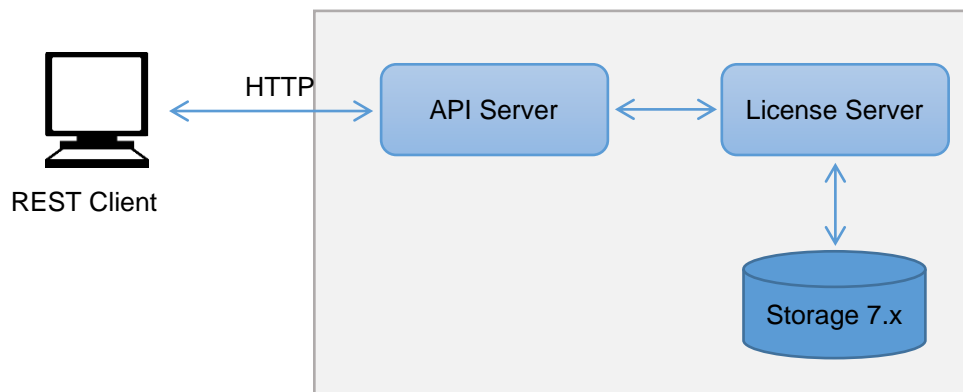 HTTP
API Server
License Server
REST Client
Storage 7.x